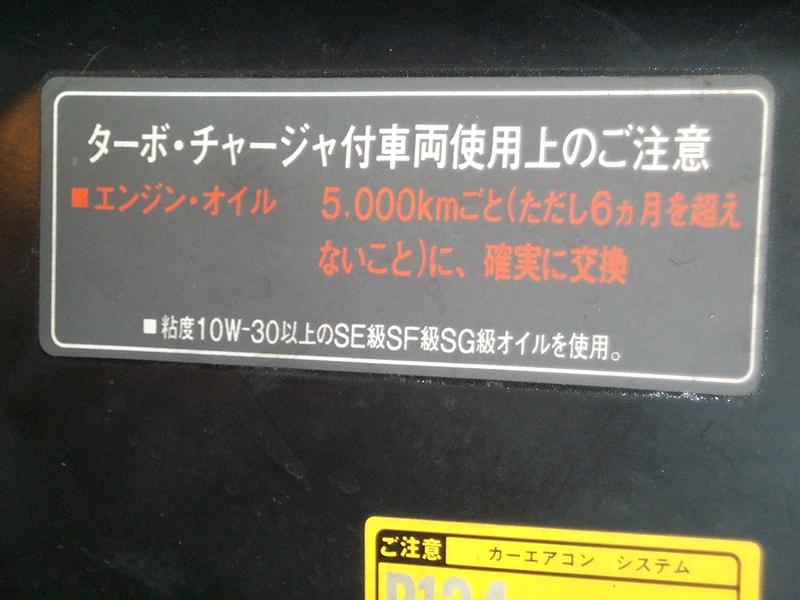 ターボ・チャージャ付車両使用上のご注意
■エンジン・オイル 5.000kmごと(ただし6ヵ月を超え
ないこと)に、確実に交換
■粘度10W-30以上のSE級SF級SG級オイルを使用。
ご注意 カーエアコン システム